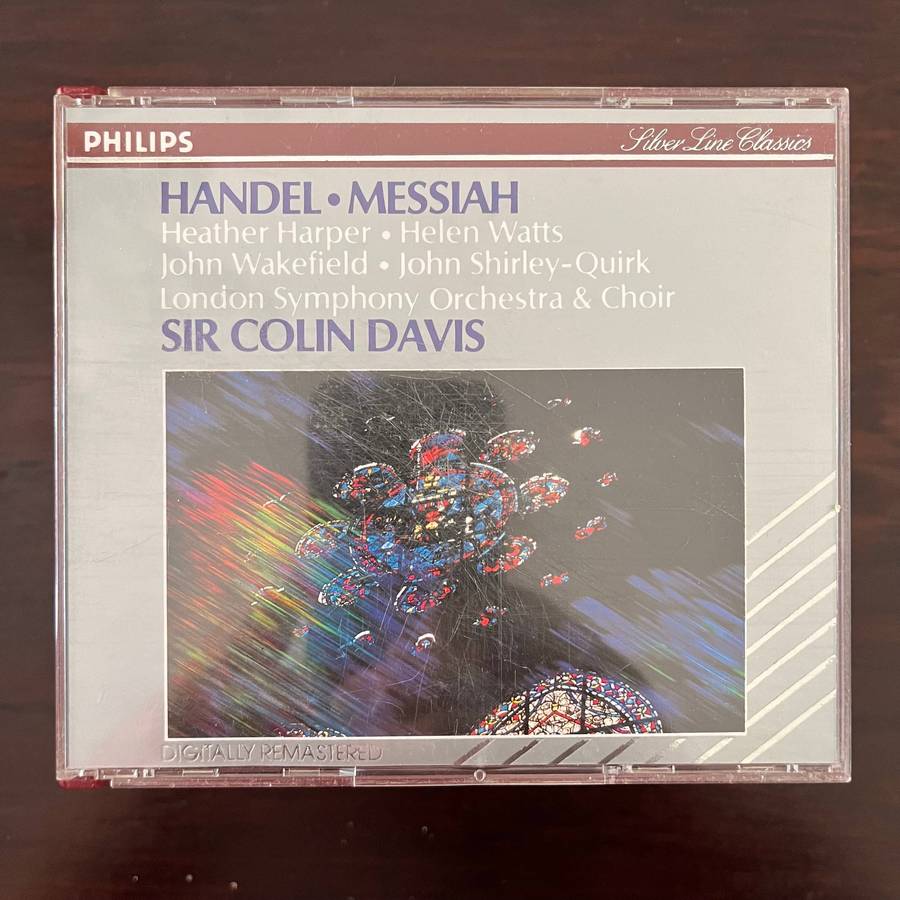 PHILIPS
Silver Line Classics
HANDEL • MESSIAH
Heather Harper • Helen Watts
John Wakefield • John Shirley-Quirk
London Symphony Orchestra & Choir
SIR COLIN DAVIS
DIGITALLY REMASTERED